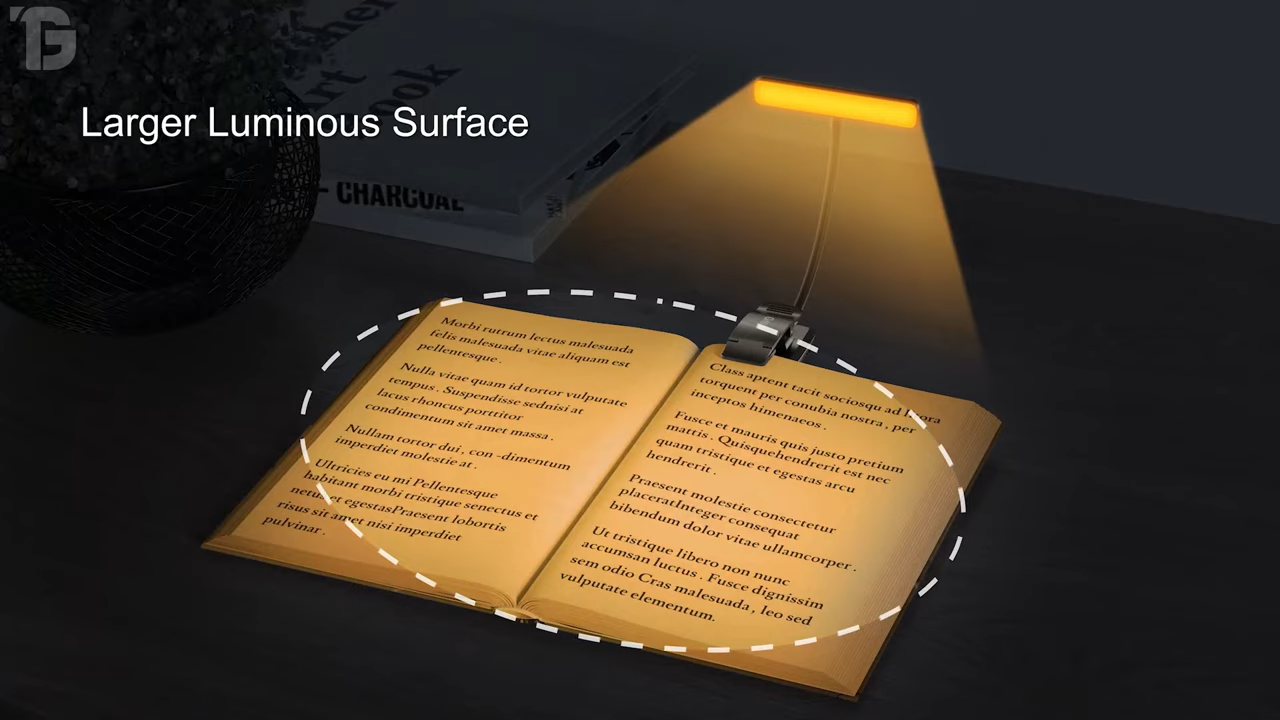 TG
Larger Luminous Surface
CHARCOAL
Morbi rutrum lectus malesuada
felis malesuada vitae aliquam est
pellentesque.
Nulla vitae quam id tortor vulputate
tempus. Suspendisse sednisi at
lacus rhoncus porttitor
condimentum sit amet massa.
Nullam tortor dui, con-dimentum
imperdiet molestie at.
Ultricies eu mi Pellentesque
habitant morbi tristique senectus et
netus et egestasPraesent lobortis
risus sit amet nisi imperdiet
pulvinar.
Class aptent tacit sociosqu ad litora
torquent per conubia nostra, per
inceptos himenaeos.
Fusce et mauris quis justo pretium
mattis. Quisquehendrerit est nec
quam tristique et egestas arcu
hendrerit.
Praesent molestie consectetur
placeratInteger consequat
bibendum dolor vitae ullamcorper.
Ut tristique libero non nunc
accumsan luctus. Fusce dignissim
sem odio Cras malesuada, leo sed
vulputate elementum.